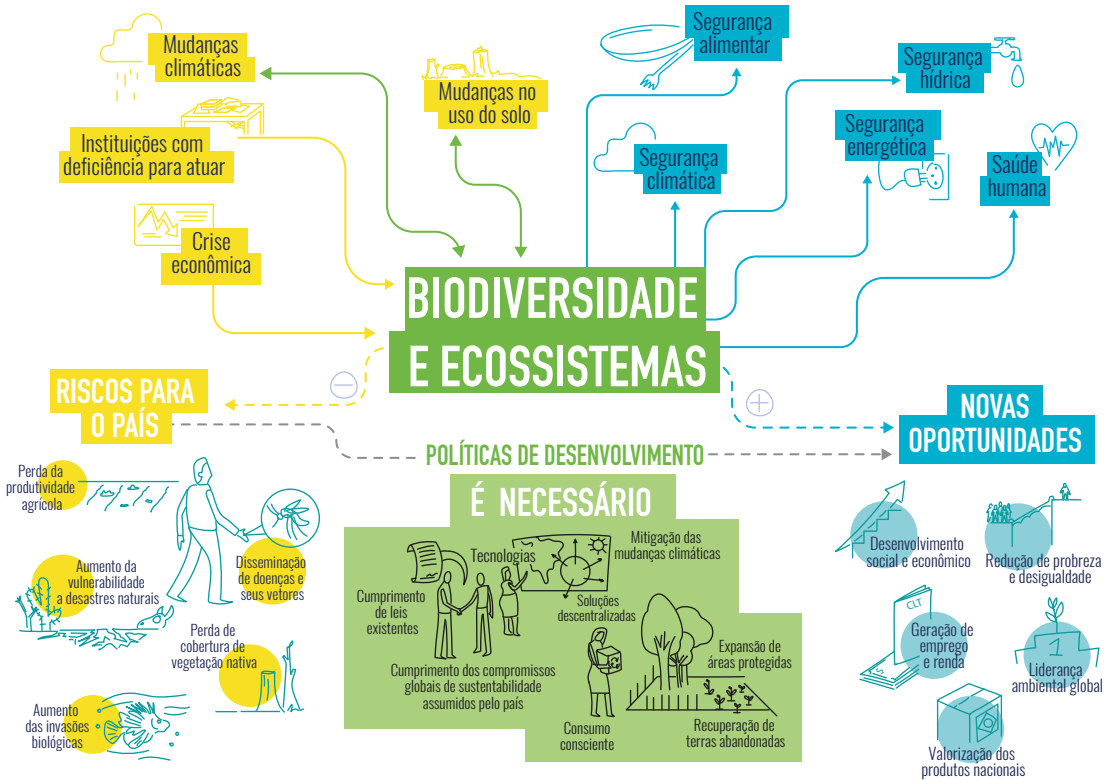 Mudanças
climáticas
Instituições com
deficiência para atuar
Crise
econômica
Mudanças no
uso do solo
Segurança
alimentar
Segurança
climática
Segurança
hídrica
Segurança
energética
Saúde
humana
BIODIVERSIDADE
E ECOSSISTEMAS
RISCOS PARA
O PAÍS
NOVAS
OPORTUNIDADES
POLÍTICAS DE DESENVOLVIMENTO
É NECESSÁRIO
Perda da
produtividade
agrícola
Disseminação
de doenças e
seus vetores
Aumento da
vulnerabilidade
a desastres naturais
Perda de
cobertura de
vegetação nativa
Aumento
das invasões
biológicas
Tecnologias
Mitigação das
mudanças climáticas
Cumprimento
de leis
existentes
Soluções
descentralizadas
Cumprimento dos compromissos
globais de sustentabilidade
assumidos pelo país
Expansão de
áreas protegidas
Consumo
consciente
Recuperação de
terras abandonadas
Desenvolvimento
social e econômico
Redução de probreza
e desigualdade
CLT
Geração de
emprego
e renda
1
Liderança
ambiental global
Valorização dos
produtos nacionais